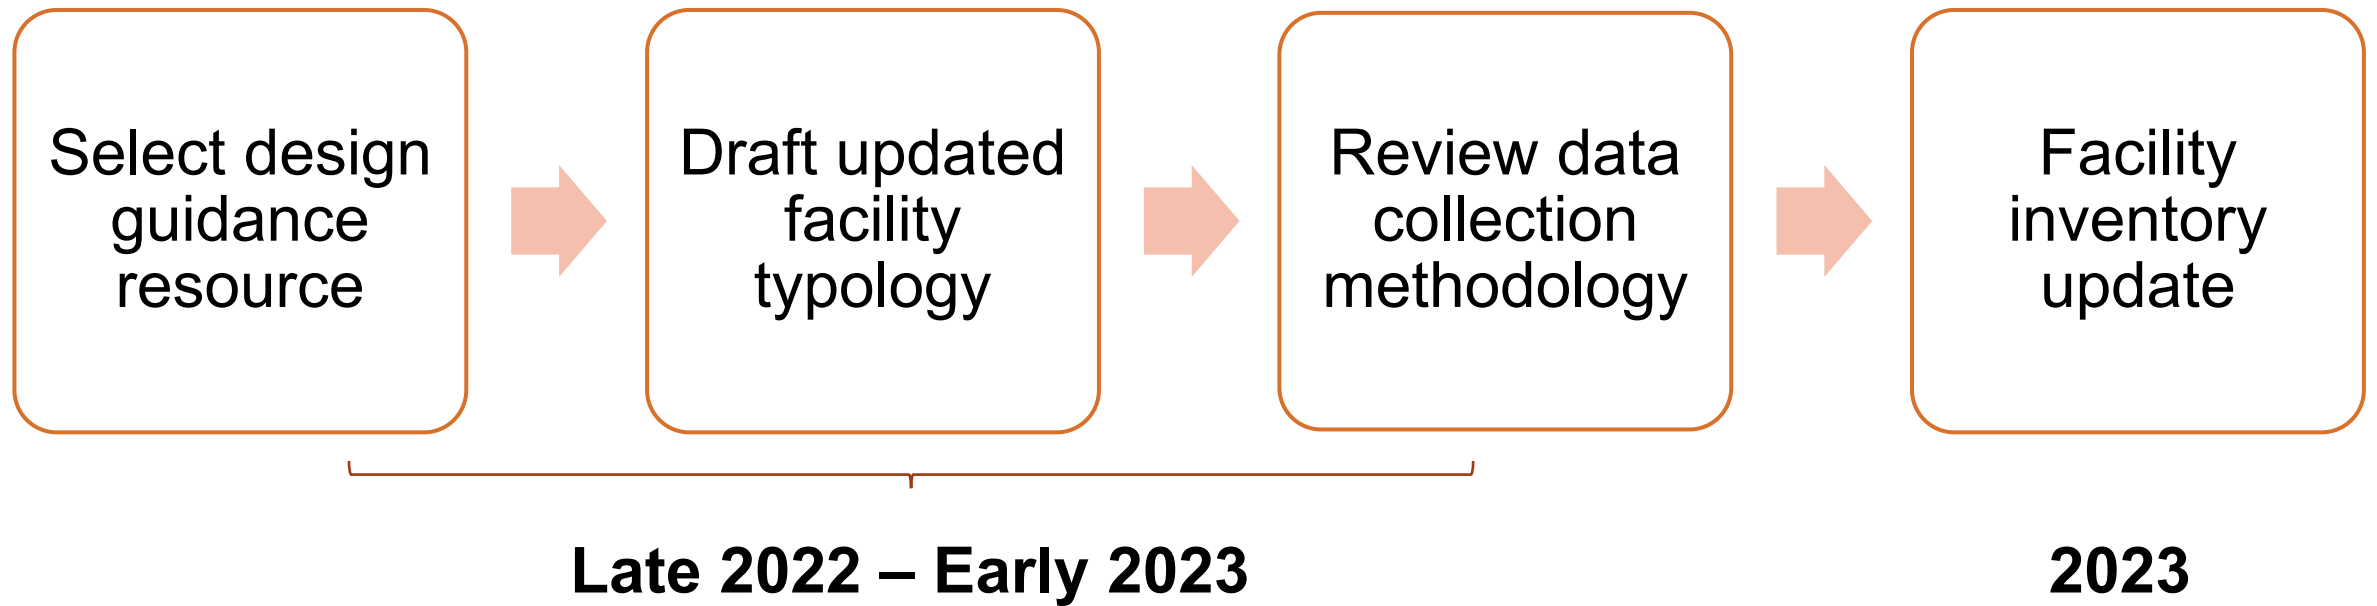 Select design
guidance
resource
Draft updated
facility
typology
Review data
collection
methodology
Facility
inventory
update
Late 2022 – Early 2023
2023